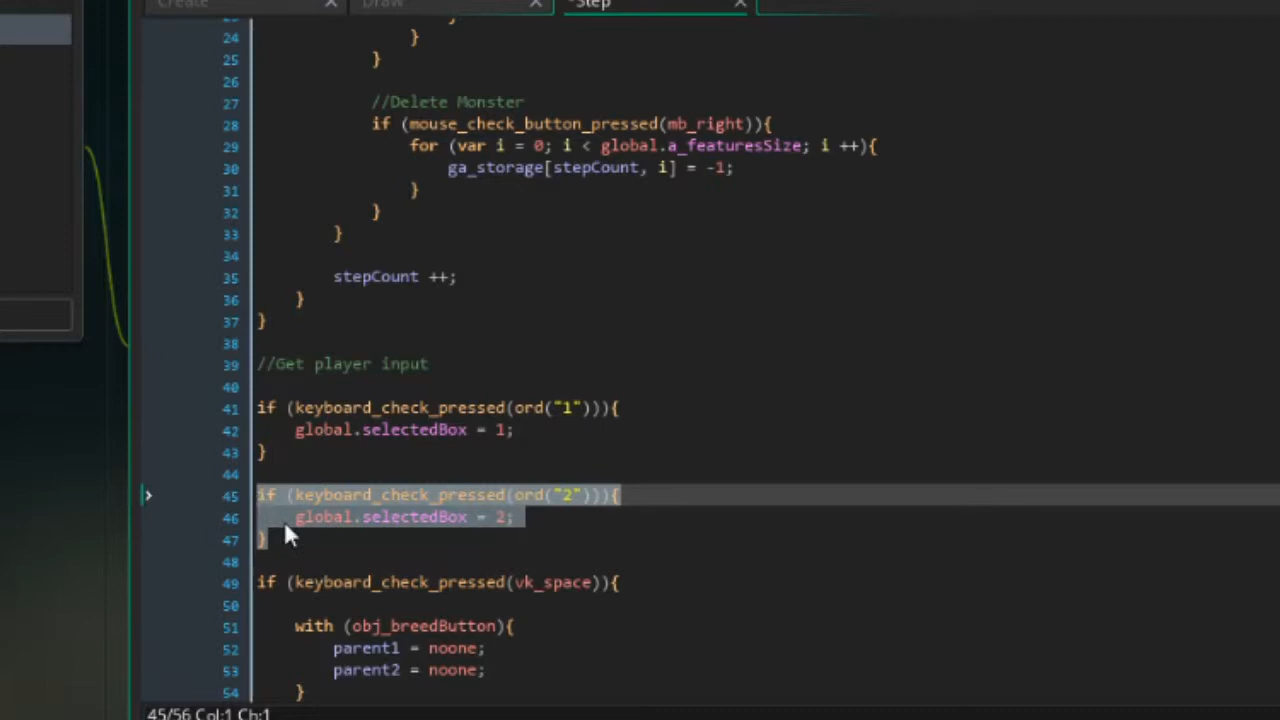 Create
Draw
*Step
23 }
24 }
25 }
26
27 //Delete Monster
28 if (mouse_check_button_pressed(mb_right)){
29 for (var i = 0; i < global.a_featuresSize; i ++){
30 ga_storage[stepCount, i] = -1;
31 }
32 }
33 }
34
35 stepCount ++;
36 }
37 }
38
39 //Get player input
40
41 if (keyboard_check_pressed(ord("1"))){
42 global.selectedBox = 1;
43 }
44
45 if (keyboard_check_pressed(ord("2"))){
46 global.selectedBox = 2;
47 }
48
49 if (keyboard_check_pressed(vk_space)){
50
51 with (obj_breedButton){
52 parent1 = noone;
53 parent2 = noone;
54 }
45/56 Col:1 Ch:1